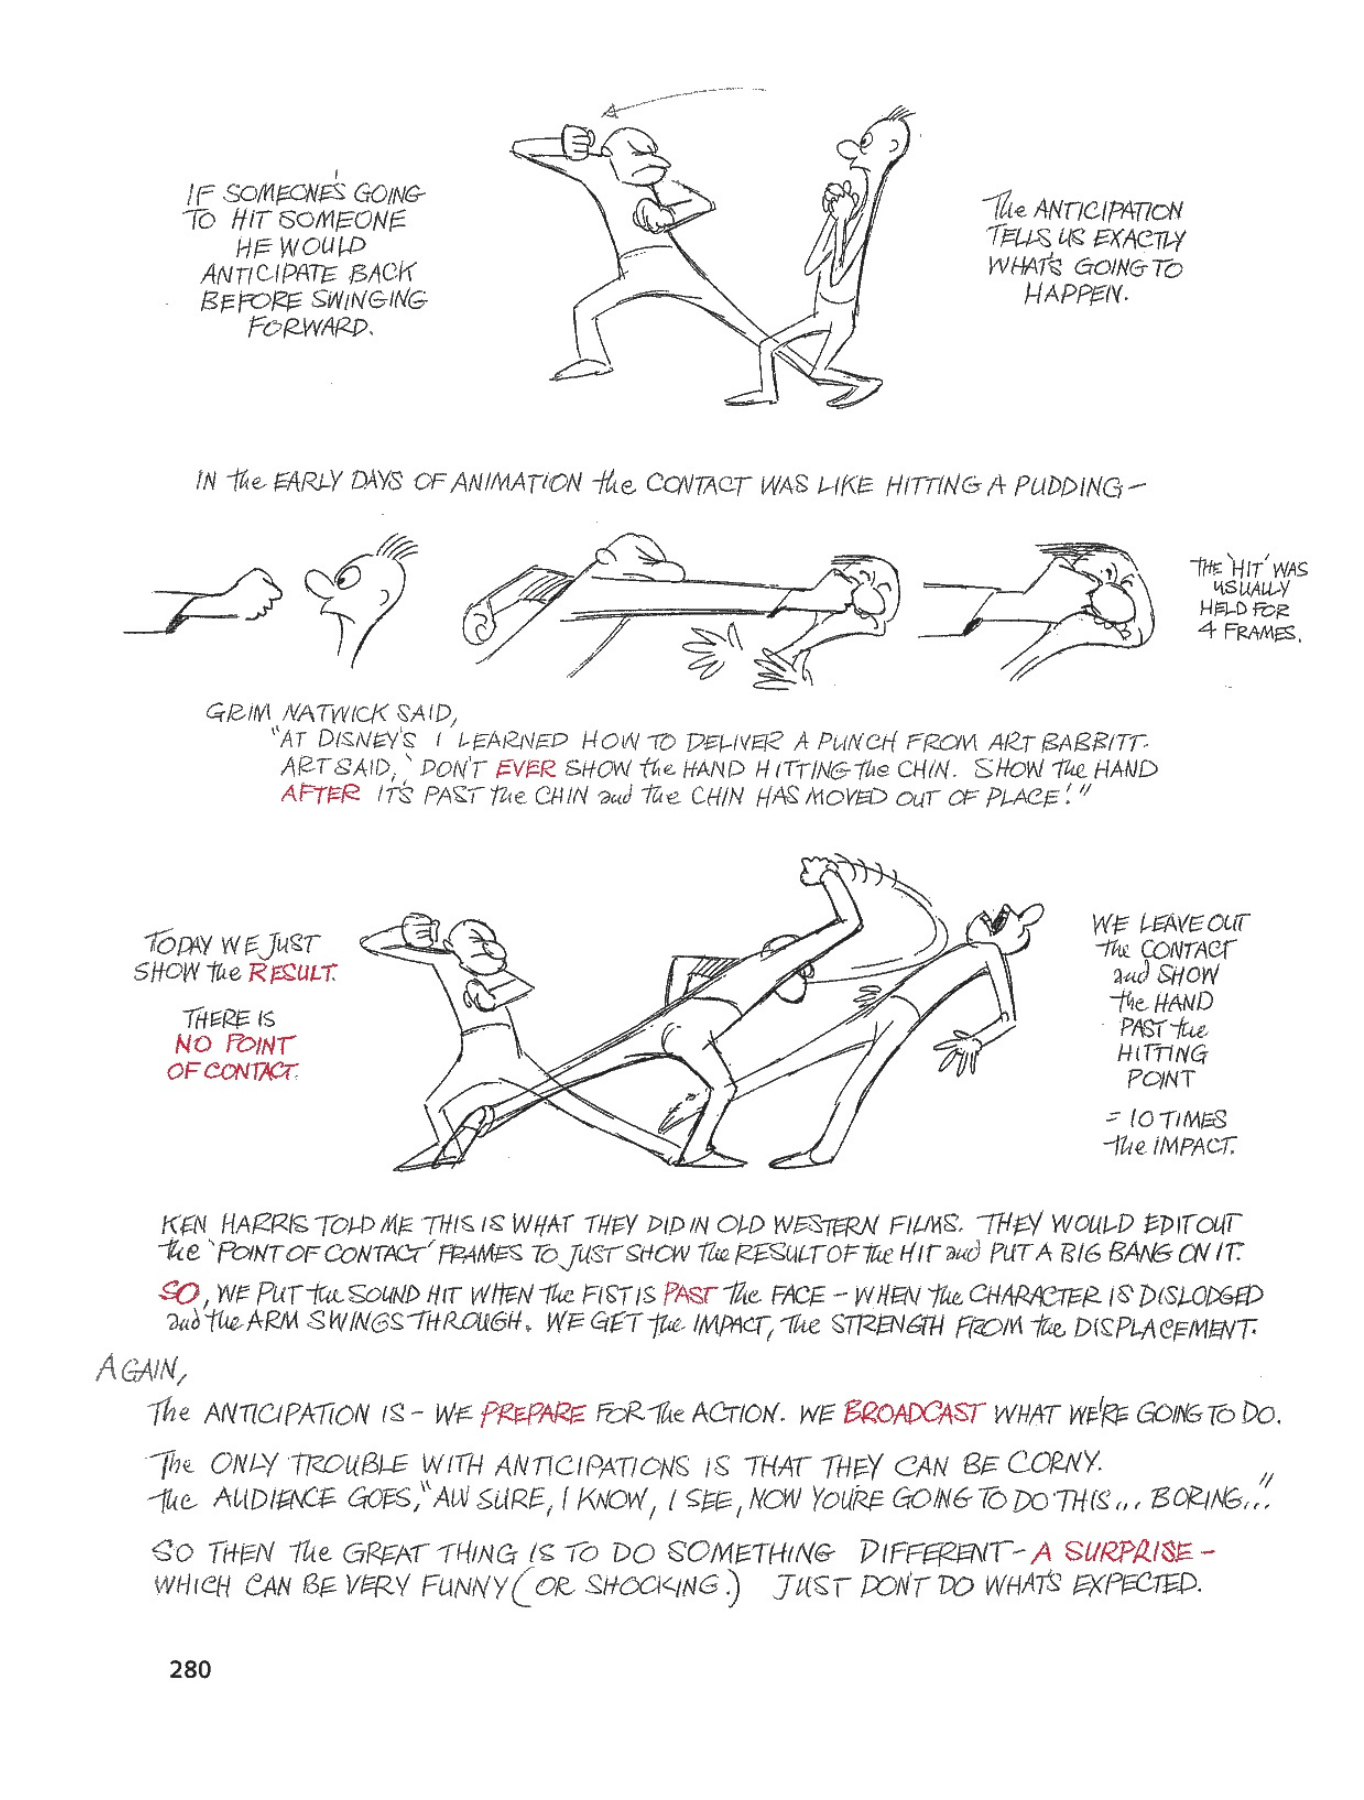 IF SOMEONE'S GOING
TO HIT SOMEONE
HE WOULD
ANTICIPATE BACK
BEFORE SWINGING
FORWARD.
The ANTICIPATION
TELLS US EXACTLY
WHAT'S GOING TO
HAPPEN.
IN the EARLY DAYS OF ANIMATION the CONTACT WAS LIKE HITTING A PUDDING –
THE 'HIT' WAS
USUALLY
HELD FOR
4 FRAMES.
GRIM NATWICK SAID,
"AT DISNEY'S I LEARNED HOW TO DELIVER A PUNCH FROM ART BABBITT.
ART SAID, 'DON'T EVER SHOW the HAND HITTING the CHIN. SHOW The HAND
AFTER IT'S PAST the CHIN and the CHIN HAS MOVED OUT OF PLACE!'"
TODAY WE JUST
SHOW the RESULT.
THERE IS
NO POINT
OF CONTACT.
WE LEAVE OUT
the CONTACT
and SHOW
the HAND
PAST the
HITTING
POINT
= 10 TIMES
the IMPACT.
KEN HARRIS TOLD ME THIS IS WHAT THEY DID IN OLD WESTERN FILMS. THEY WOULD EDIT OUT
the 'POINT OF CONTACT' FRAMES TO JUST SHOW The RESULT OF the HIT and PUT A BIG BANG ON IT.
SO, WE PUT the SOUND HIT WHEN The FIST IS PAST The FACE – WHEN the CHARACTER IS DISLODGED
and the ARM SWINGS THROUGH. WE GET the IMPACT, The STRENGTH FROM the DISPLACEMENT.
AGAIN,
The ANTICIPATION IS – WE PREPARE FOR The ACTION. WE BROADCAST WHAT WE'RE GOING TO DO.
The ONLY TROUBLE WITH ANTICIPATIONS IS THAT THEY CAN BE CORNY.
the AUDIENCE GOES, "AW SURE, I KNOW, I SEE, NOW YOU'RE GOING TO DO THIS... BORING..."
SO THEN The GREAT THING IS TO DO SOMETHING DIFFERENT – A SURPRISE –
WHICH CAN BE VERY FUNNY (OR SHOCKING.) JUST DON'T DO WHAT'S EXPECTED.
280